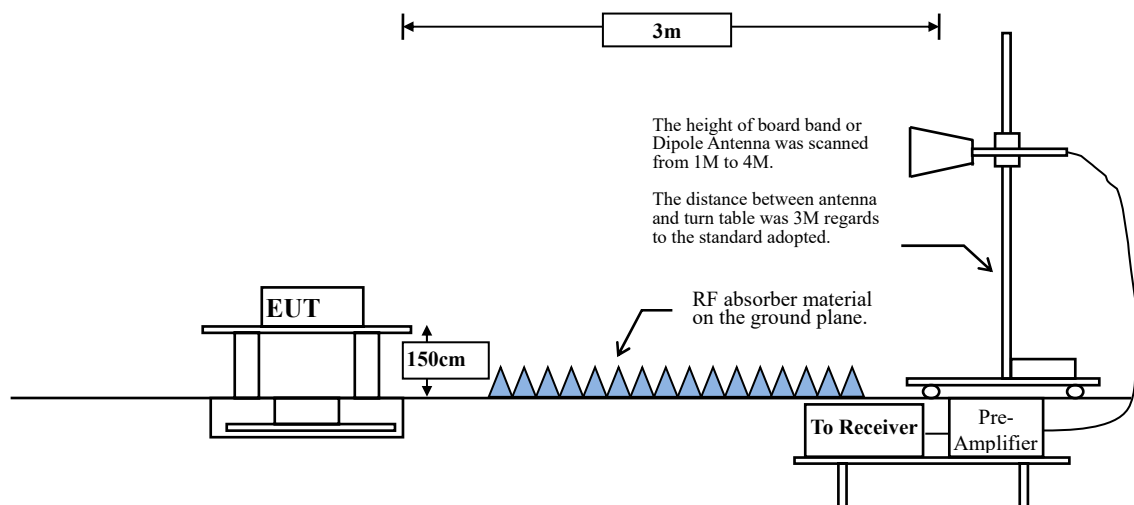 3m
The height of board band or
Dipole Antenna was scanned
from 1M to 4M.
The distance between antenna
and turn table was 3M regards
to the standard adopted.
EUT
RF absorber material
on the ground plane.
150cm
To Receiver
Pre-
Amplifier